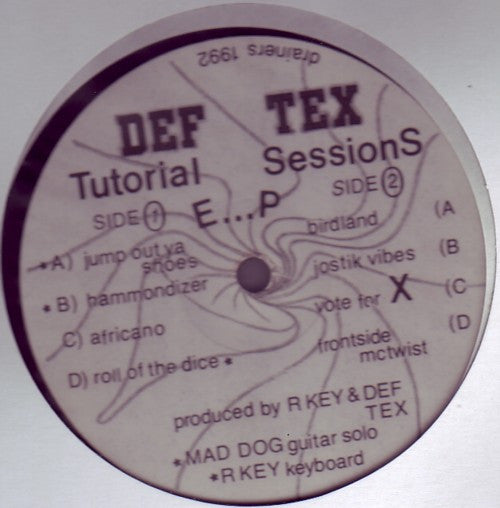 drainers 1992
DEF TEX
Tutorial SessionS
E...P
SIDE 1
*A) jump out ya
shoes
*B) hammondizer
C) africano
D) roll of the dice *
SIDE 2
birdland (A
jostik vibes (B
vote for X (C
frontside
mctwist (D
produced by R KEY & DEF
TEX
*MAD DOG guitar solo
*R KEY keyboard